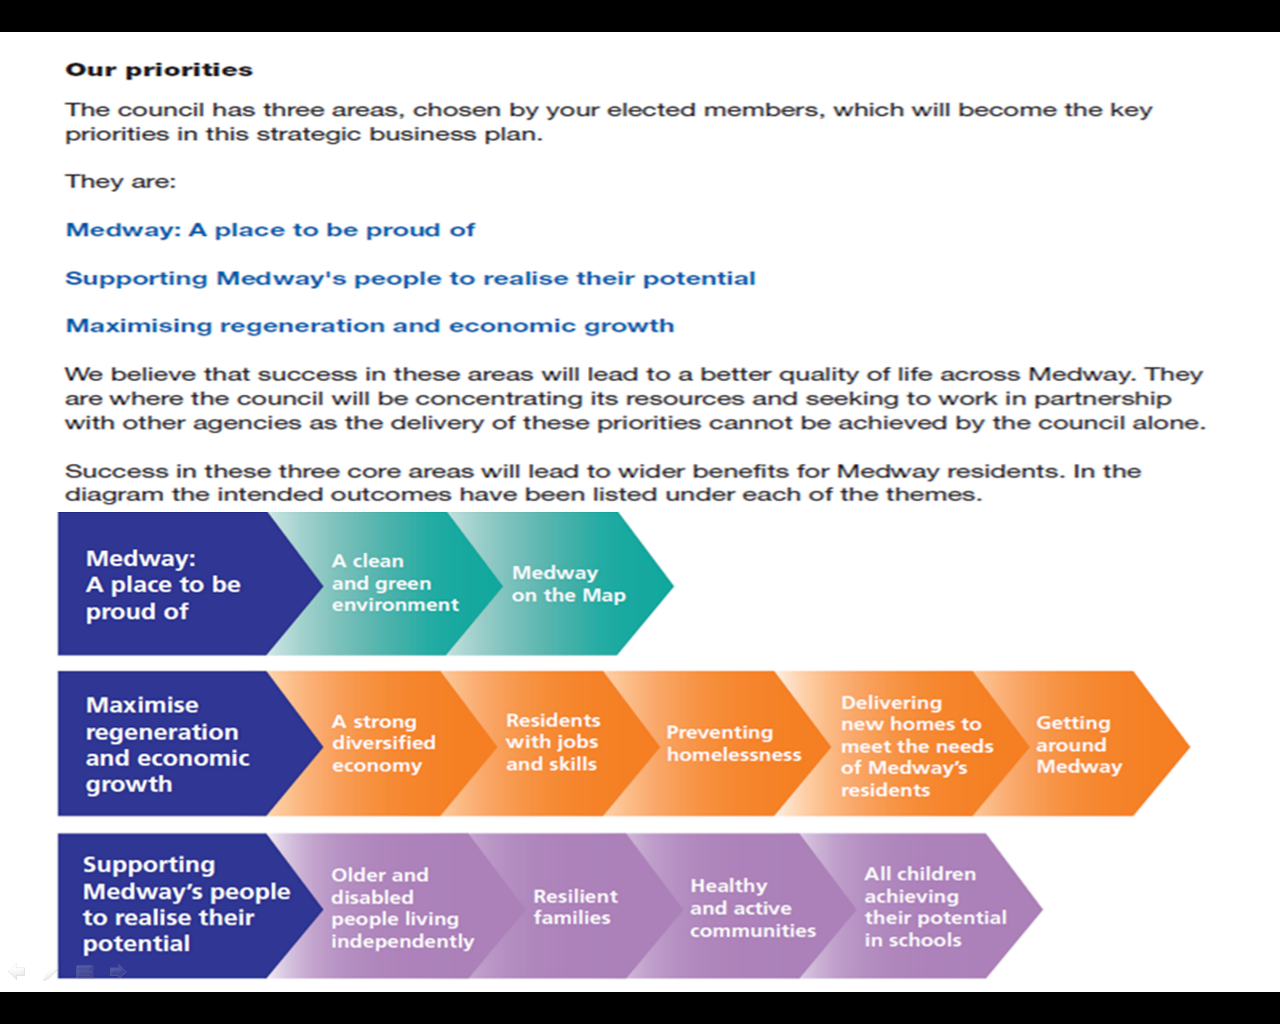 Our priorities
The council has three areas, chosen by your elected members, which will become the key
priorities in this strategic business plan.
They are:
Medway: A place to be proud of
Supporting Medway's people to realise their potential
Maximising regeneration and economic growth
We believe that success in these areas will lead to a better quality of life across Medway. They
are where the council will be concentrating its resources and seeking to work in partnership
with other agencies as the delivery of these priorities cannot be achieved by the council alone.
Success in these three core areas will lead to wider benefits for Medway residents. In the
diagram the intended outcomes have been listed under each of the themes.
Medway:
A place to be
proud of
A clean
and green
environment
Medway
on the Map
Maximise
regeneration
and economic
growth
A strong
diversified
economy
Residents
with jobs
and skills
Preventing
homelessness
Delivering
new homes to
meet the needs
of Medway's
residents
Getting
around
Medway
Supporting
Medway's people
to realise their
potential
Older and
disabled
people living
independently
Resilient
families
Healthy
and active
communities
All children
achieving
their potential
in schools